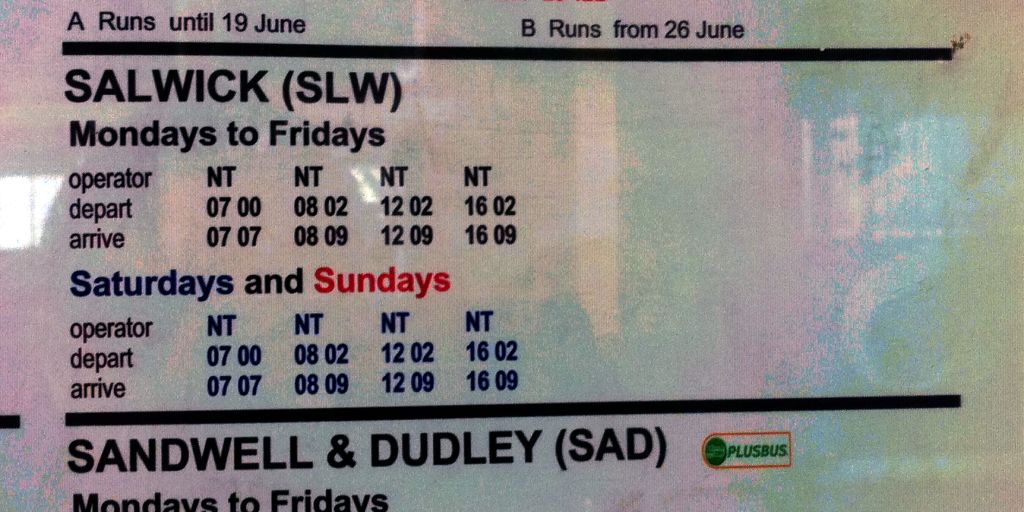 A Runs until 19 June
B Runs from 26 June
SALWICK (SLW)
Mondays to Fridays
operator NT NT NT NT
depart 07 00 08 02 12 02 16 02
arrive 07 07 08 09 12 09 16 09
Saturdays and Sundays
operator NT NT NT NT
depart 07 00 08 02 12 02 16 02
arrive 07 07 08 09 12 09 16 09
SANDWELL & DUDLEY (SAD) PLUSBUS
Mondays to Fridays